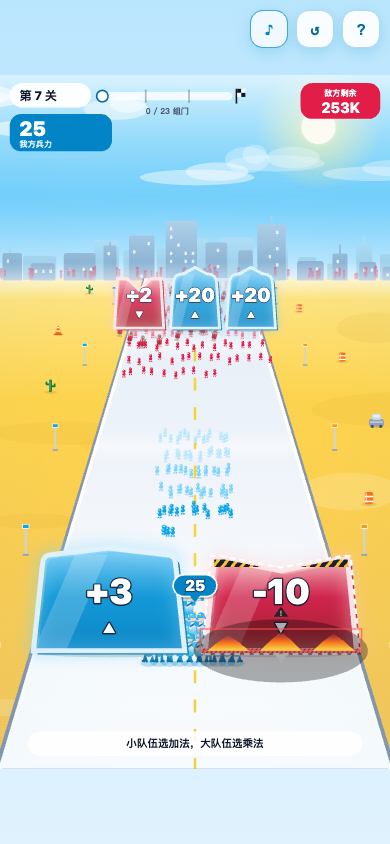 ♪ ↺ ?
第 7 关
0 / 23 组门
敌方剩余
253K
25
我方兵力
÷2 +20 +20
+3 25 -10
小队伍选加法，大队伍选乘法